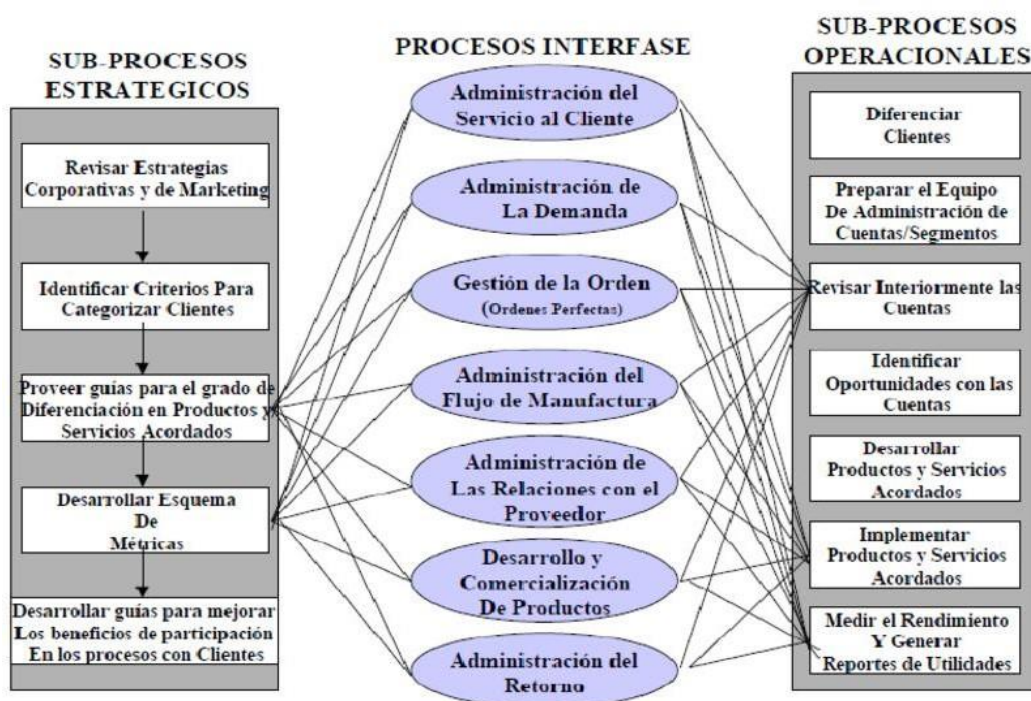 SUB-PROCESOS
ESTRATEGICOS
Revisar Estrategias
Corporativas y de Marketing
Identificar Criterios Para
Categorizar Clientes
Proveer guías para el grado de
Diferenciación en Productos y
Servicios Acordados
Desarrollar Esquema
De
Métricas
Desarrollar guías para mejorar
Los beneficios de participación
En los procesos con Clientes
PROCESOS INTERFASE
Administración del
Servicio al Cliente
Administración de
La Demanda
Gestión de la Orden
(Ordenes Perfectas)
Administración del
Flujo de Manufactura
Administración de
Las Relaciones con el
Proveedor
Desarrollo y
Comercialización
De Productos
Administración del
Retorno
SUB-PROCESOS
OPERACIONALES
Diferenciar
Clientes
Preparar el Equipo
De Administración de
Cuentas/Segmentos
Revisar Interiormente las
Cuentas
Identificar
Oportunidades con las
Cuentas
Desarrollar
Productos y Servicios
Acordados
Implementar
Productos y Servicios
Acordados
Medir el Rendimiento
Y Generar
Reportes de Utilidades